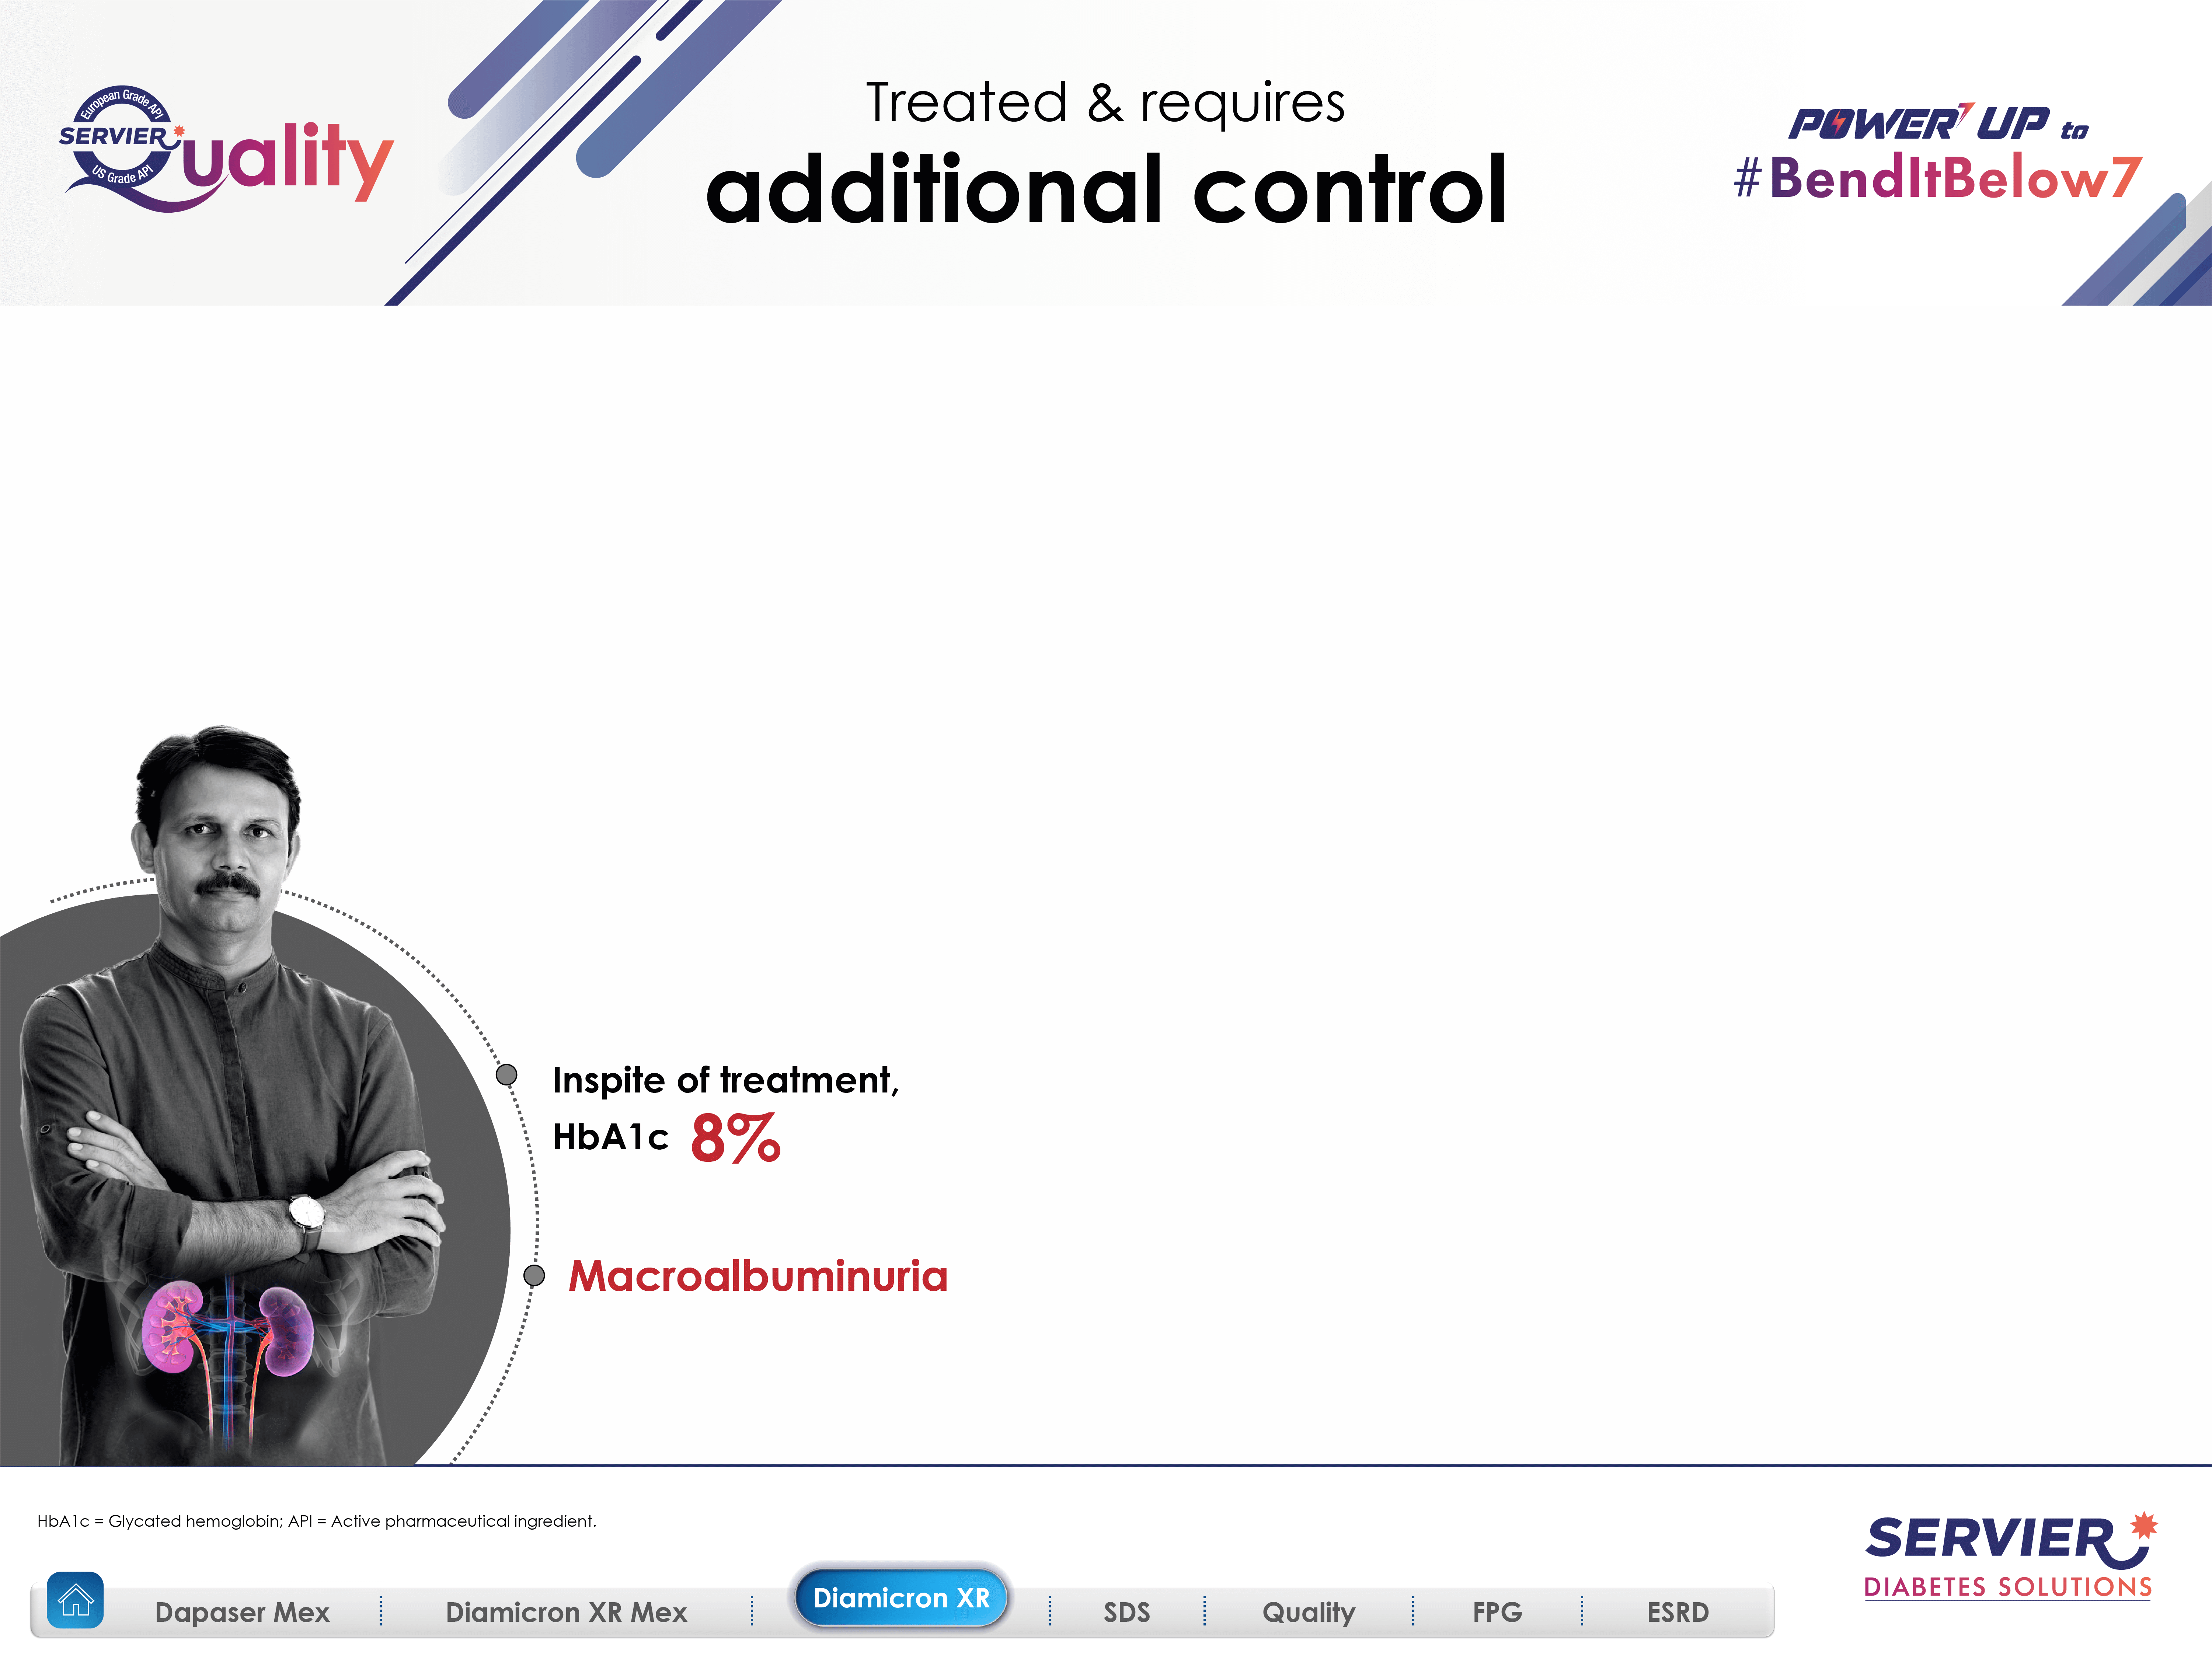 European Grade API
SERVIER
Quality
US Grade API
Treated & requires
additional control
POWER UP to
#BendItBelow7
Inspite of treatment,
HbA1c 8%
Macroalbuminuria
HbA1c = Glycated hemoglobin; API = Active pharmaceutical ingredient.
Dapaser Mex
Diamicron XR Mex
Diamicron XR
SDS
Quality
FPG
ESRD
SERVIER
DIABETES SOLUTIONS